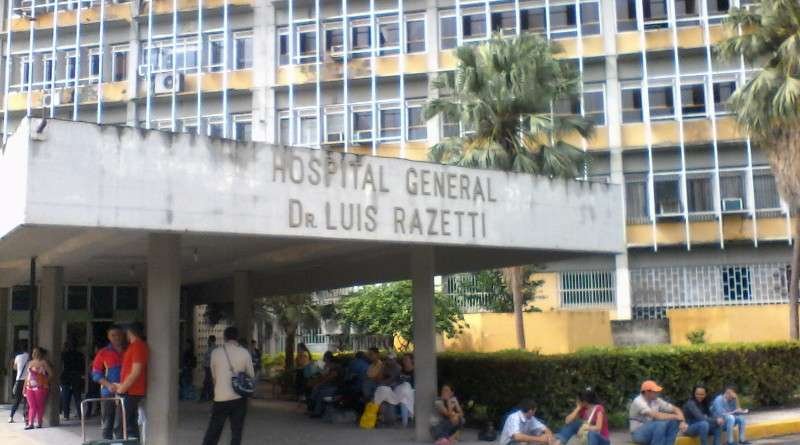 HOSPITAL GENERAL
DR LUIS RAZETTI